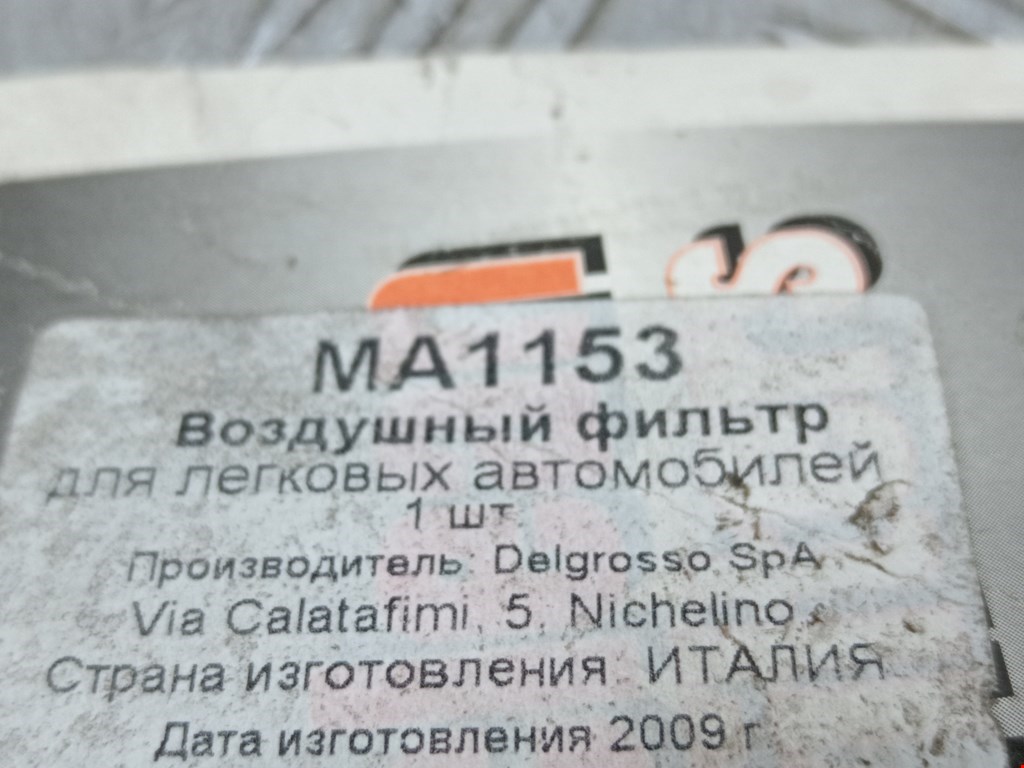 MA1153
Воздушный фильтр
для легковых автомобилей
1 шт
Производитель: Delgrosso SpA
Via Calatafimi, 5, Nichelino
Страна изготовления: ИТАЛИЯ
Дата изготовления 2009 г